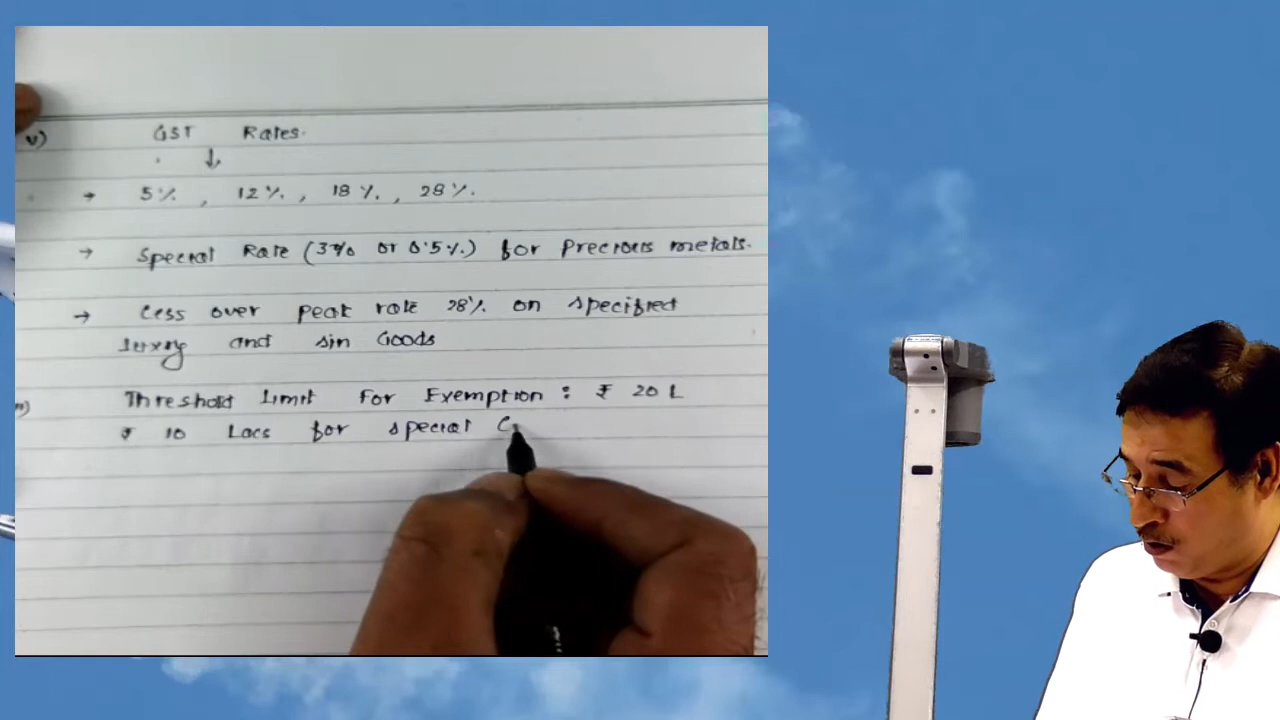 v) GST Rates.
→ 5%, 12%, 18%, 28%.
→ Special Rate (3% or 0.5%) for Precious metals.
→ Cess over peak rate 28% on specified
luxury and sin Goods
Threshold Limit For Exemption : ₹ 20 L
₹ 10 Lacs for special C